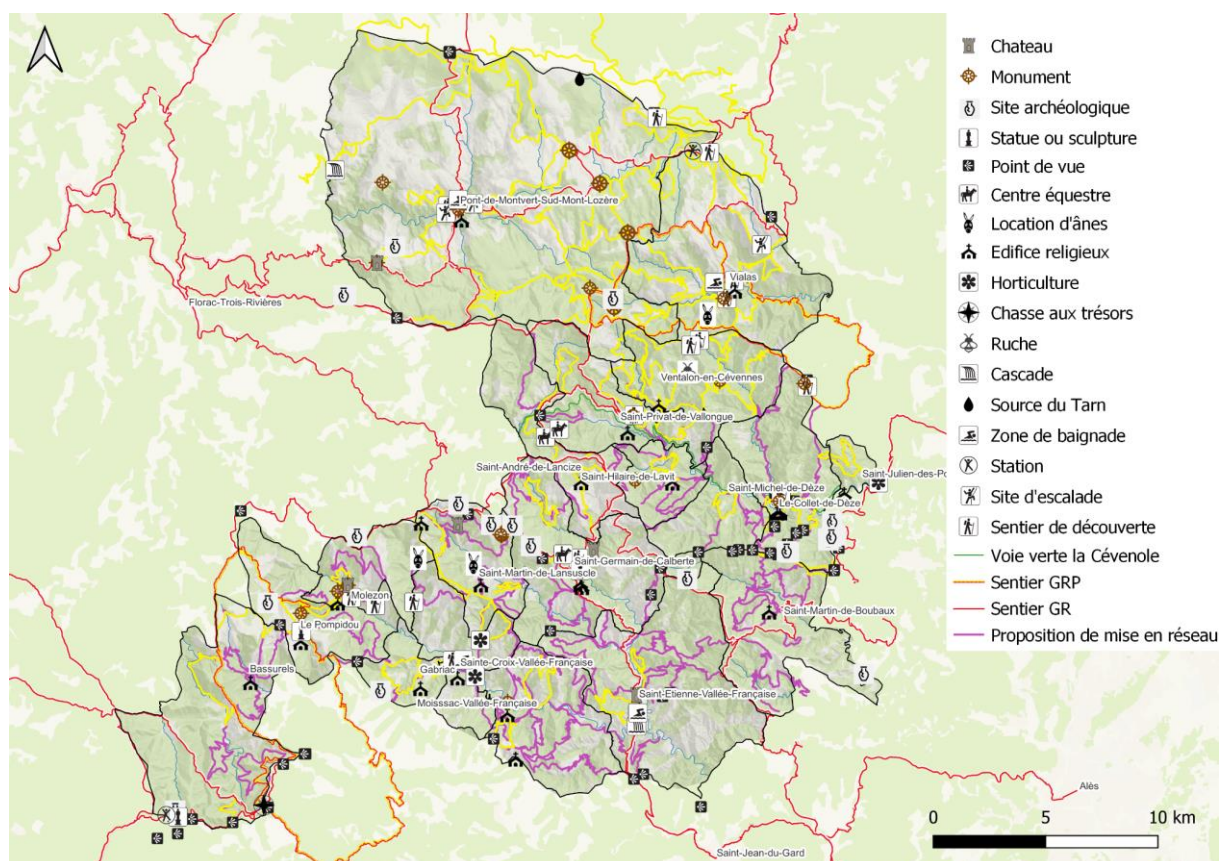 Chateau
Monument
Site archéologique
Statue ou sculpture
Point de vue
Centre équestre
Location d'ânes
Edifice religieux
Horticulture
Chasse aux trésors
Ruche
Cascade
Source du Tarn
Zone de baignade
Station
Site d'escalade
Sentier de découverte
Voie verte la Cévenole
Sentier GRP
Sentier GR
Proposition de mise en réseau
Pont-de-Montvert-Sud-Mont-Lozère
Vialas
Florac-Trois-Rivières
Ventalon-en-Cévennes
Saint-Privat-de-Vallongue
Saint-André-de-Lancize
Saint-Hilaire-de-Lavit
Saint-Julien-des-Po
Saint-Michel-de-Dèze
Le-Collet-de-Dèze
Saint-Germain-de-Calberte
Saint-Martin-de-Lansuscle
Molezon
Saint-Martin-de-Boubaux
Le Pompidou
Bassurels
Gabriac
Sainte-Croix-Vallée-Française
Saint-Etienne-Vallée-Française
Moisssac-Vallée-Française
Alès
Saint-Jean-du-Gard
0 5 10 km